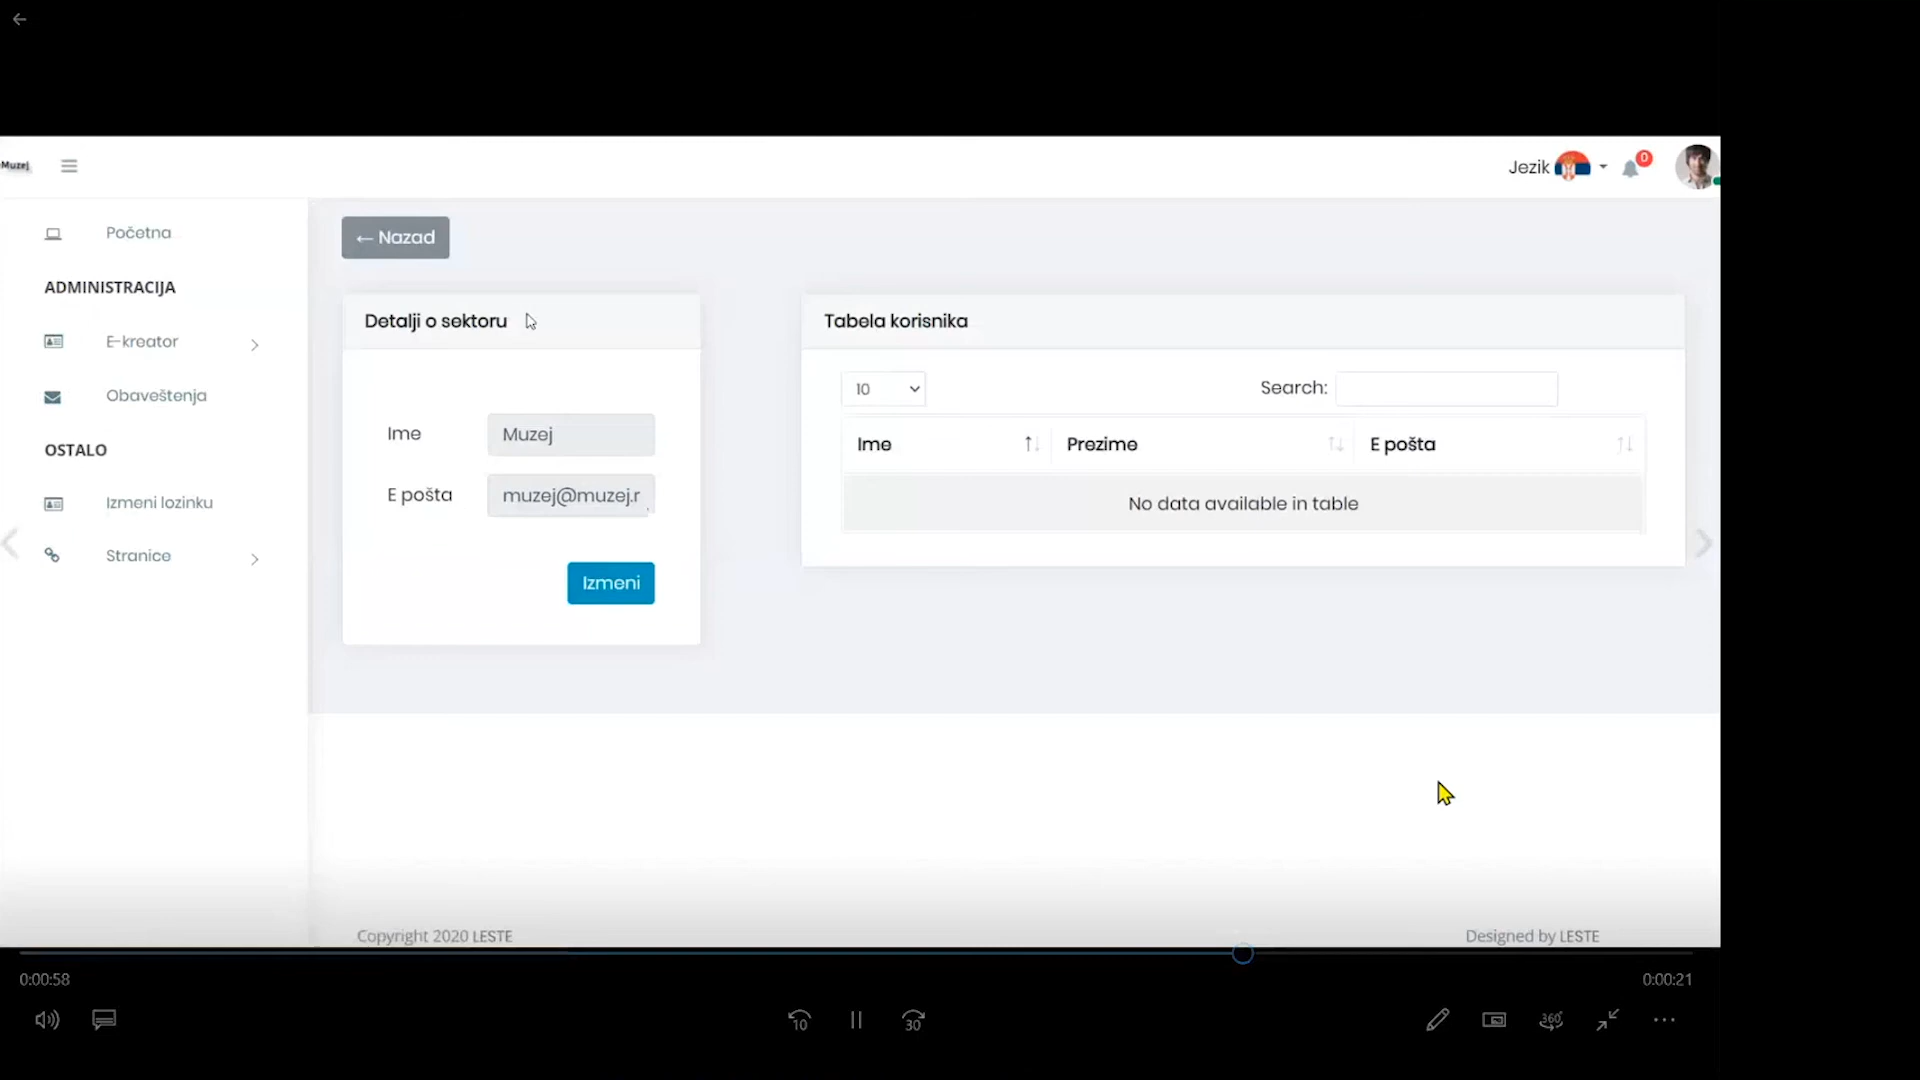 Muzej
Jezik
0
Početna
ADMINISTRACIJA
E-kreator
Obaveštenja
OSTALO
Izmeni lozinku
Stranice
← Nazad
Detalji o sektoru
Ime Muzej
E pošta muzej@muzej.r
Izmeni
Tabela korisnika
10
Search:
Ime Prezime E pošta
No data available in table
Copyright 2020 LESTE
Designed by LESTE
0:00:58
0:00:21
10
30
360°